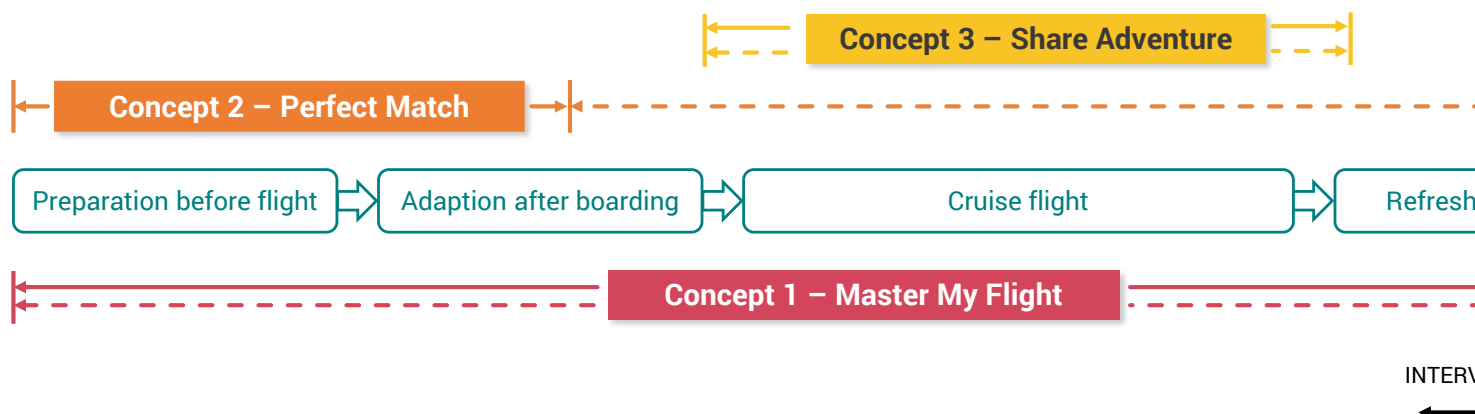 Concept 3 – Share Adventure
Concept 2 – Perfect Match
Preparation before flight
Adaption after boarding
Cruise flight
Refresh
Concept 1 – Master My Flight
INTERV